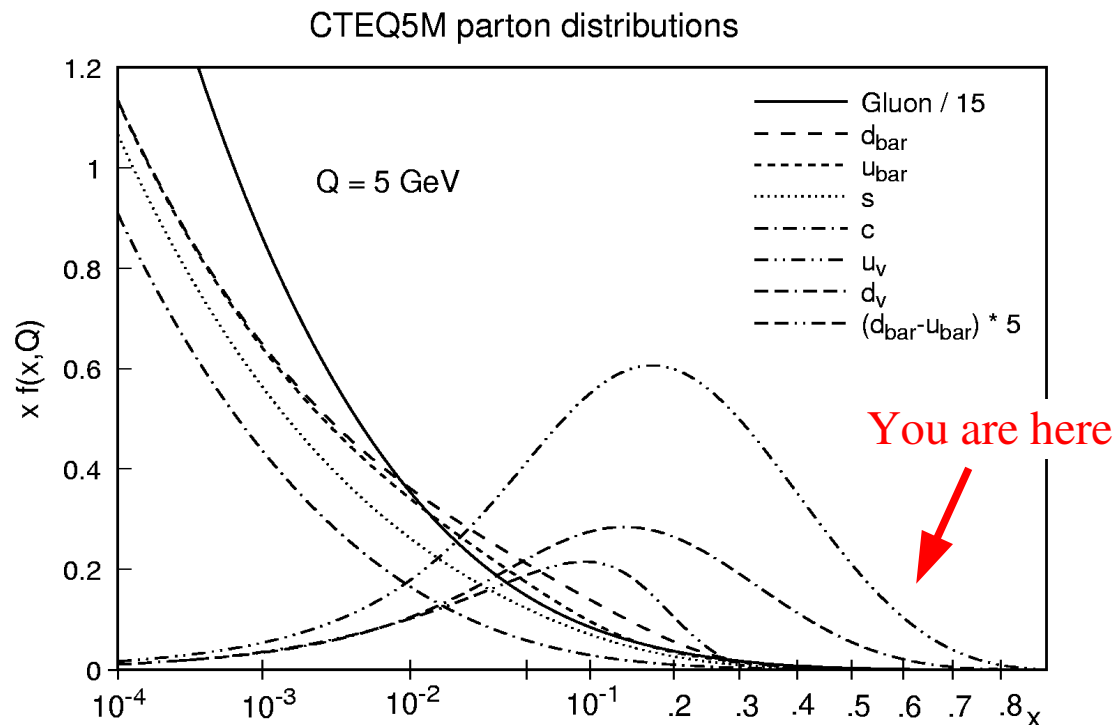 CTEQ5M parton distributions
1.2
1
0.8
0.6
0.4
0.2
0
x f(x,Q)
Q = 5 GeV
Gluon / 15
d_bar
u_bar
s
c
u_v
d_v
(d_bar-u_bar) * 5
You are here
10^-4 10^-3 10^-2 10^-1 .2 .3 .4 .5 .6 .7 .8 x